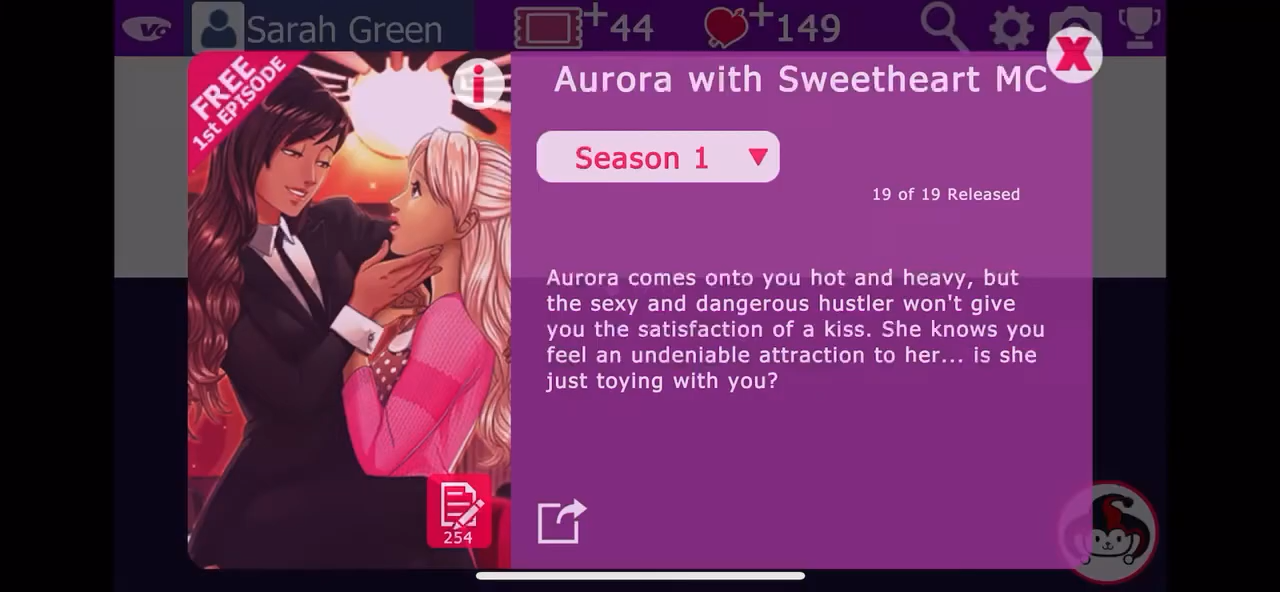 VC
Sarah Green
+44
+149
X
FREE
1st EPISODE
i
Aurora with Sweetheart MC
Season 1
19 of 19 Released
Aurora comes onto you hot and heavy, but
the sexy and dangerous hustler won't give
you the satisfaction of a kiss. She knows you
feel an undeniable attraction to her... is she
just toying with you?
254